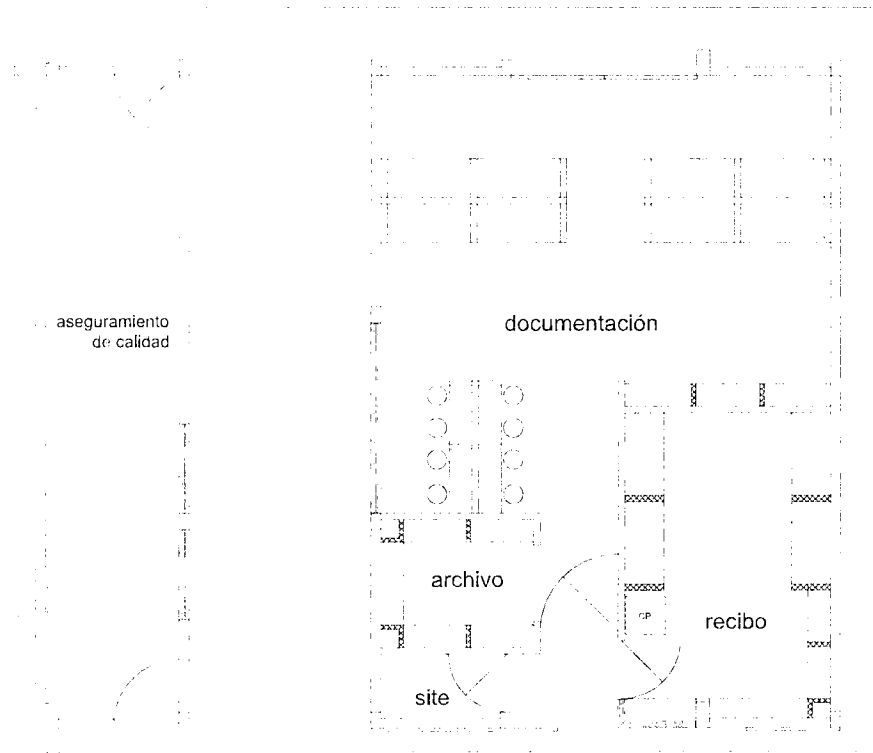 aseguramiento
de calidad
documentación
archivo
CP
recibo
site